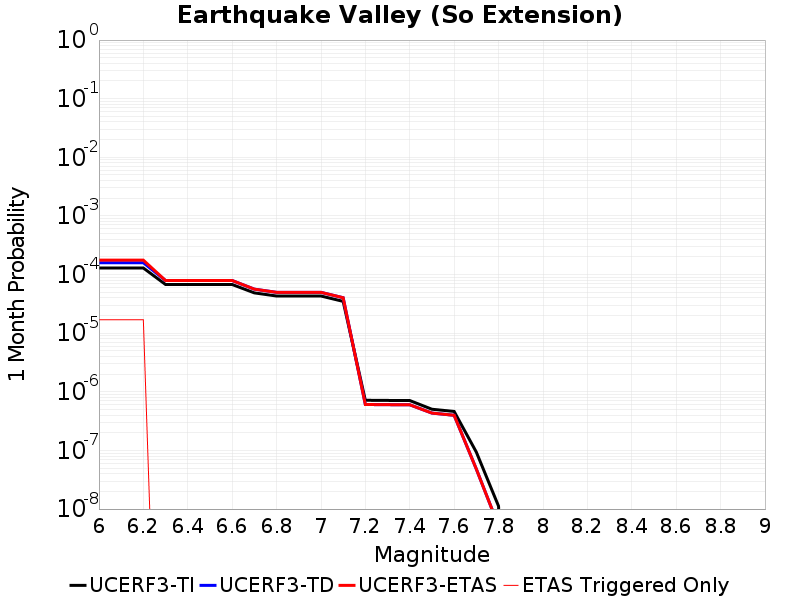 Earthquake Valley (So Extension)
1 Month Probability
10^0
10^-1
10^-2
10^-3
10^-4
10^-5
10^-6
10^-7
10^-8
6 6.2 6.4 6.6 6.8 7 7.2 7.4 7.6 7.8 8 8.2 8.4 8.6 8.8 9
Magnitude
UCERF3-TI UCERF3-TD UCERF3-ETAS ETAS Triggered Only